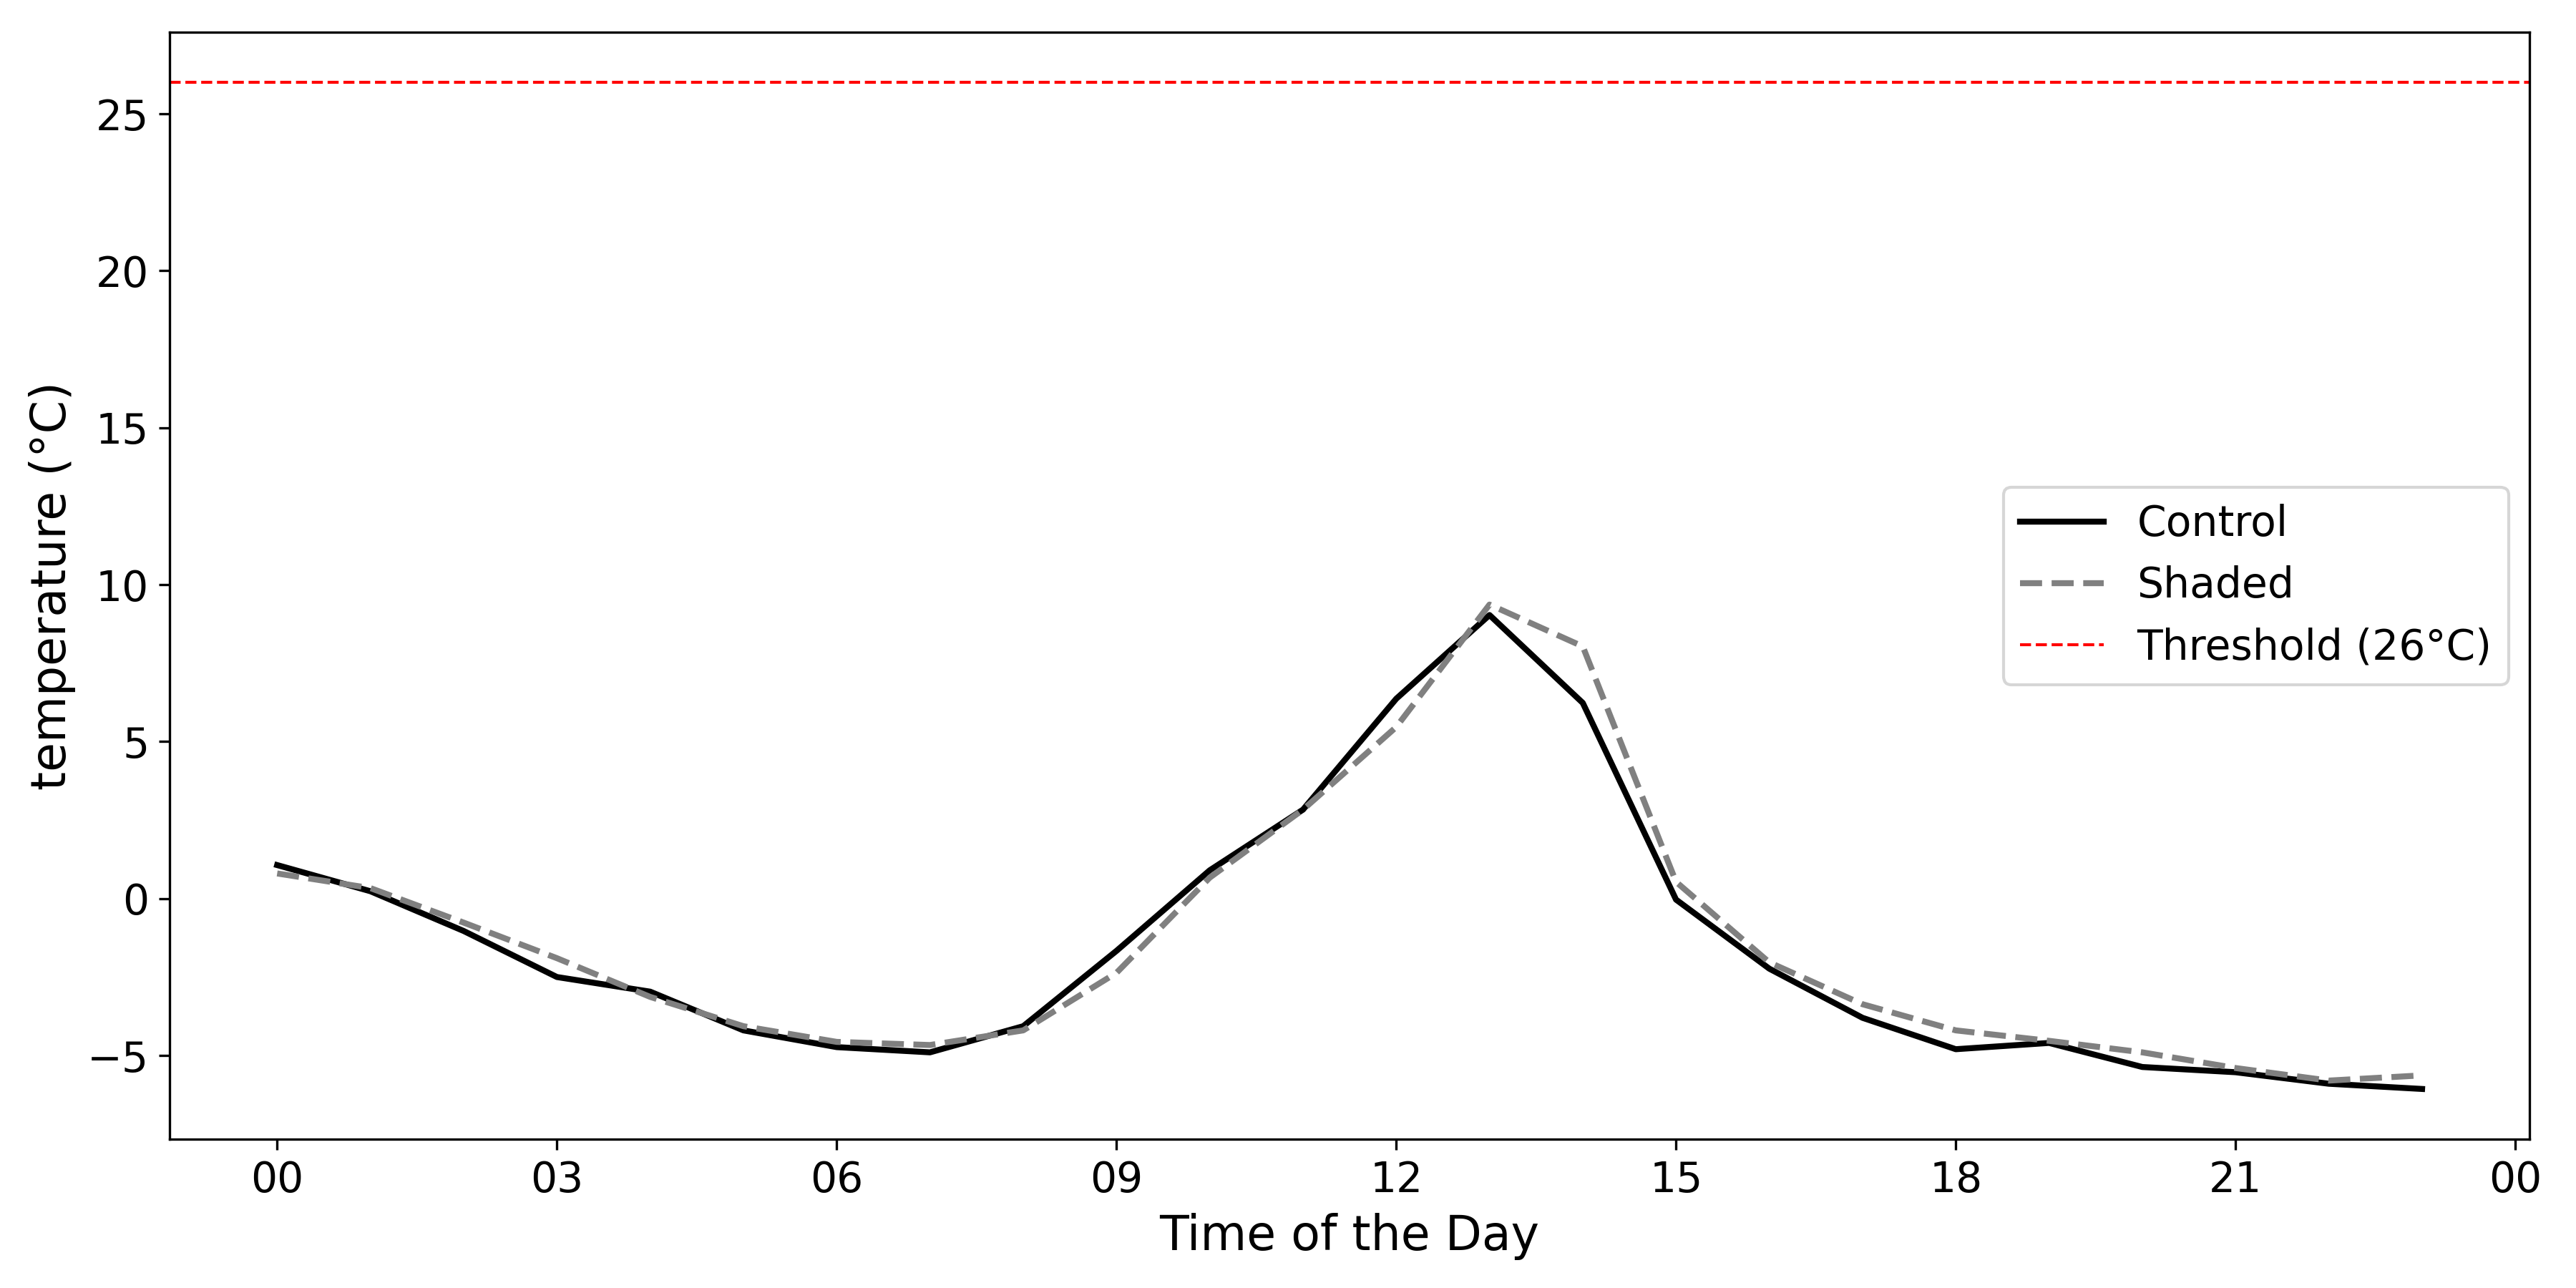 temperature (°C)
25
20
15
10
5
0
−5
00 03 06 09 12 15 18 21 00
Time of the Day
Control
Shaded
Threshold (26°C)